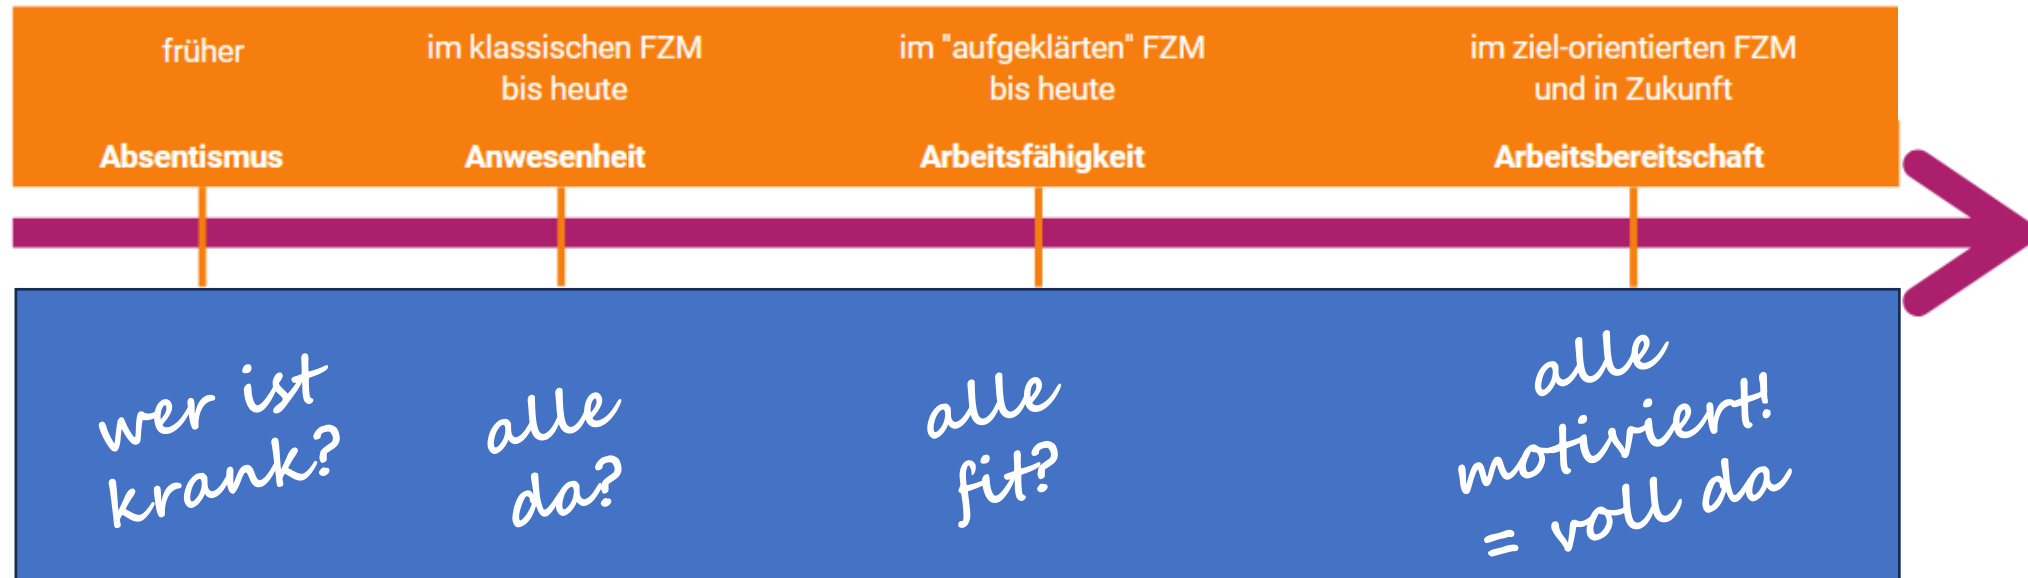 früher
im klassischen FZM
bis heute
im "aufgeklärten" FZM
bis heute
im ziel-orientierten FZM
und in Zukunft
Absentismus
Anwesenheit
Arbeitsfähigkeit
Arbeitsbereitschaft
wer ist
krank?
alle
da?
alle
fit?
alle
motiviert!
= voll da